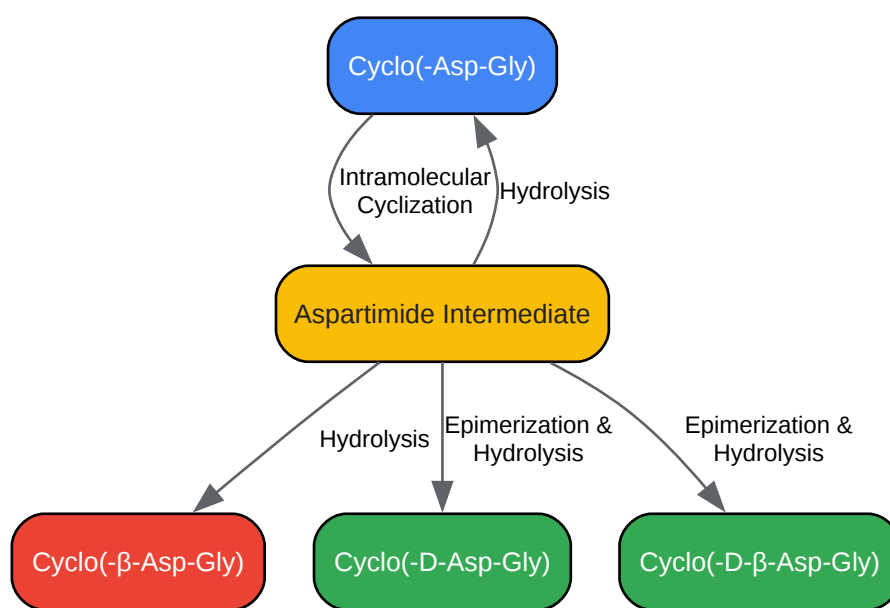 Cyclo(-Asp-Gly)
Intramolecular
Cyclization
Hydrolysis
Aspartimide Intermediate
Hydrolysis
Epimerization &
Hydrolysis
Epimerization &
Hydrolysis
Cyclo(-β-Asp-Gly)
Cyclo(-D-Asp-Gly)
Cyclo(-D-β-Asp-Gly)